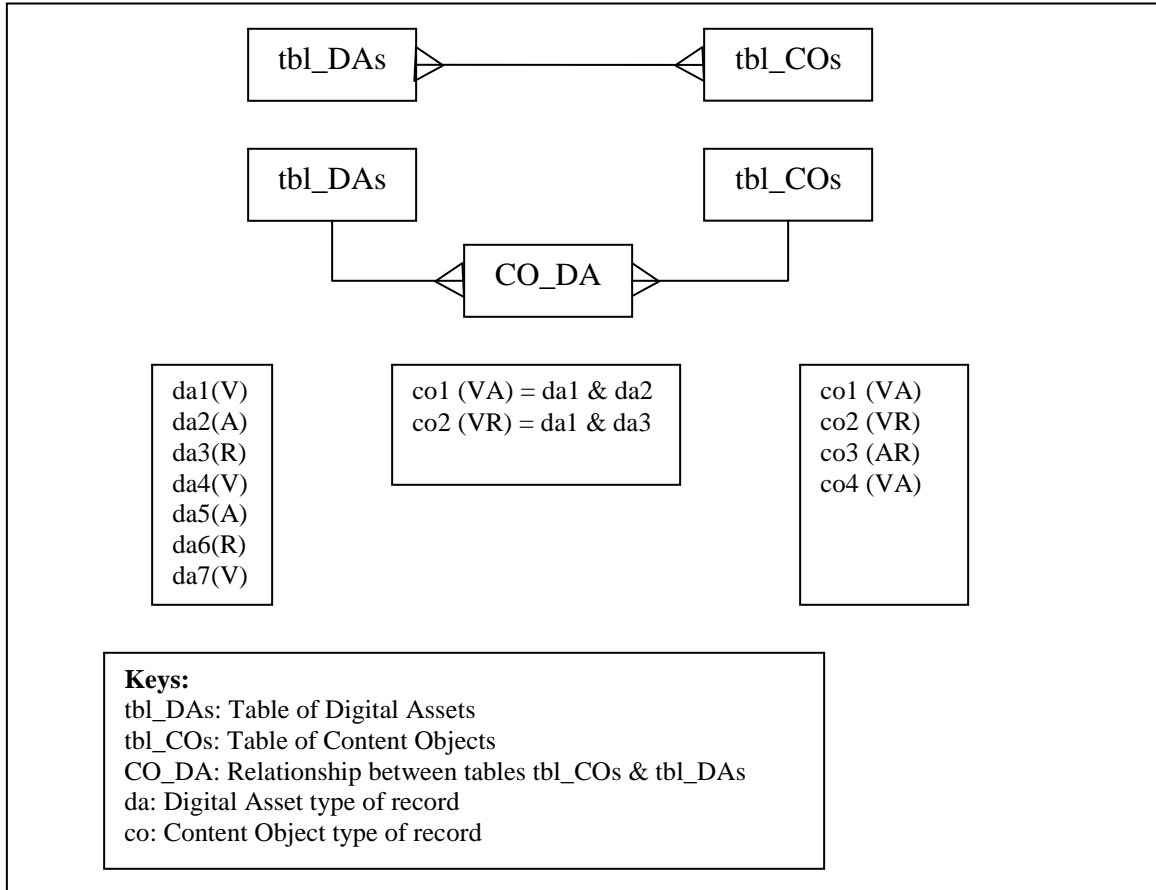 tbl_DAs tbl_COs
tbl_DAs tbl_COs
CO_DA
da1(V)
da2(A)
da3(R)
da4(V)
da5(A)
da6(R)
da7(V)
co1 (VA) = da1 & da2
co2 (VR) = da1 & da3
co1 (VA)
co2 (VR)
co3 (AR)
co4 (VA)
Keys:
tbl_DAs: Table of Digital Assets
tbl_COs: Table of Content Objects
CO_DA: Relationship between tables tbl_COs & tbl_DAs
da: Digital Asset type of record
co: Content Object type of record